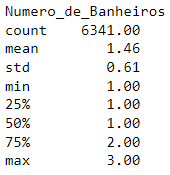 Numero_de_Banheiros
count 6341.00
mean 1.46
std 0.61
min 1.00
25% 1.00
50% 1.00
75% 2.00
max 3.00